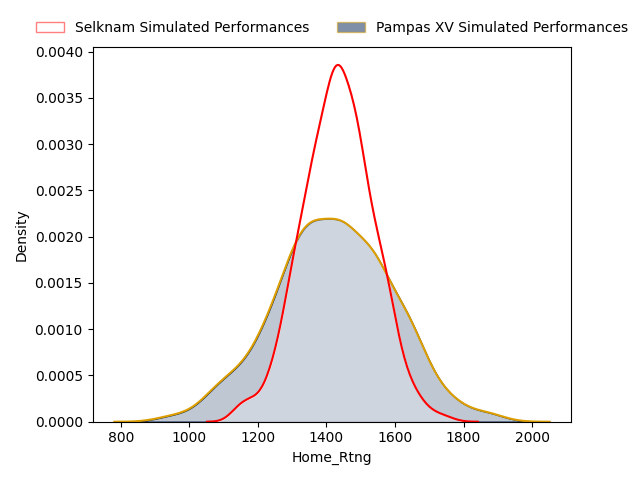 Selknam Simulated Performances Pampas XV Simulated Performances
0.0040
0.0035
0.0030
0.0025
0.0020
0.0015
0.0010
0.0005
0.0000
Density
800 1000 1200 1400 1600 1800 2000
Home_Rtng